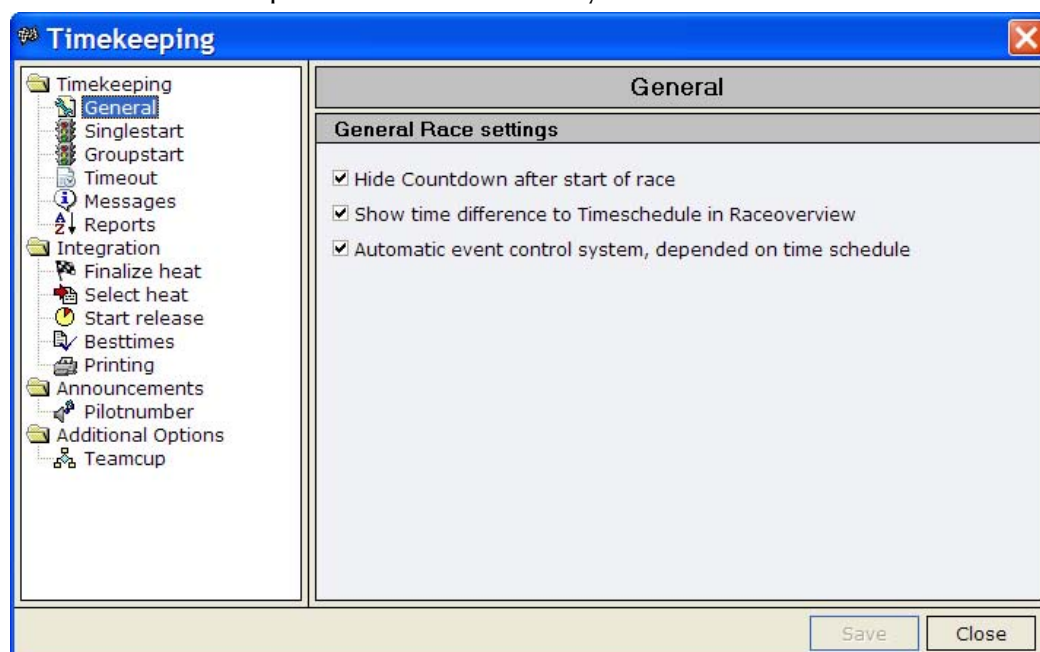 Timekeeping
Timekeeping
General
Singlestart
Groupstart
Timeout
Messages
Reports
Integration
Finalize heat
Select heat
Start release
Besttimes
Printing
Announcements
Pilotnumber
Additional Options
Teamcup
General
General Race settings
Hide Countdown after start of race
Show time difference to Timeschedule in Raceoverview
Automatic event control system, depended on time schedule
Save
Close